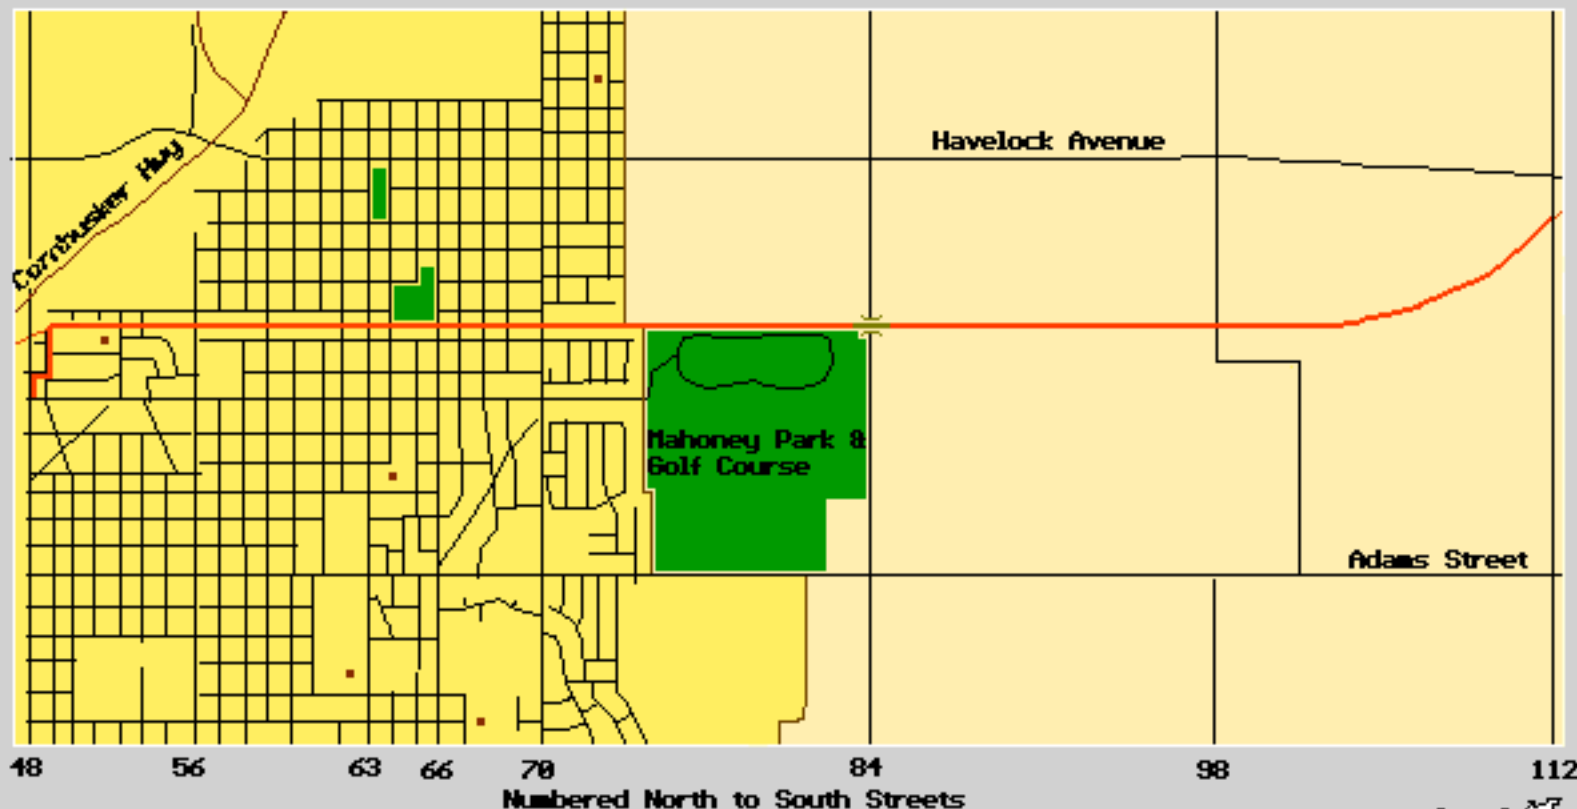 Havelock Avenue
Cornhusker Hwy
Mahoney Park &
Golf Course
Adams Street
48 56 63 66 70 84 98 112
Numbered North to South Streets